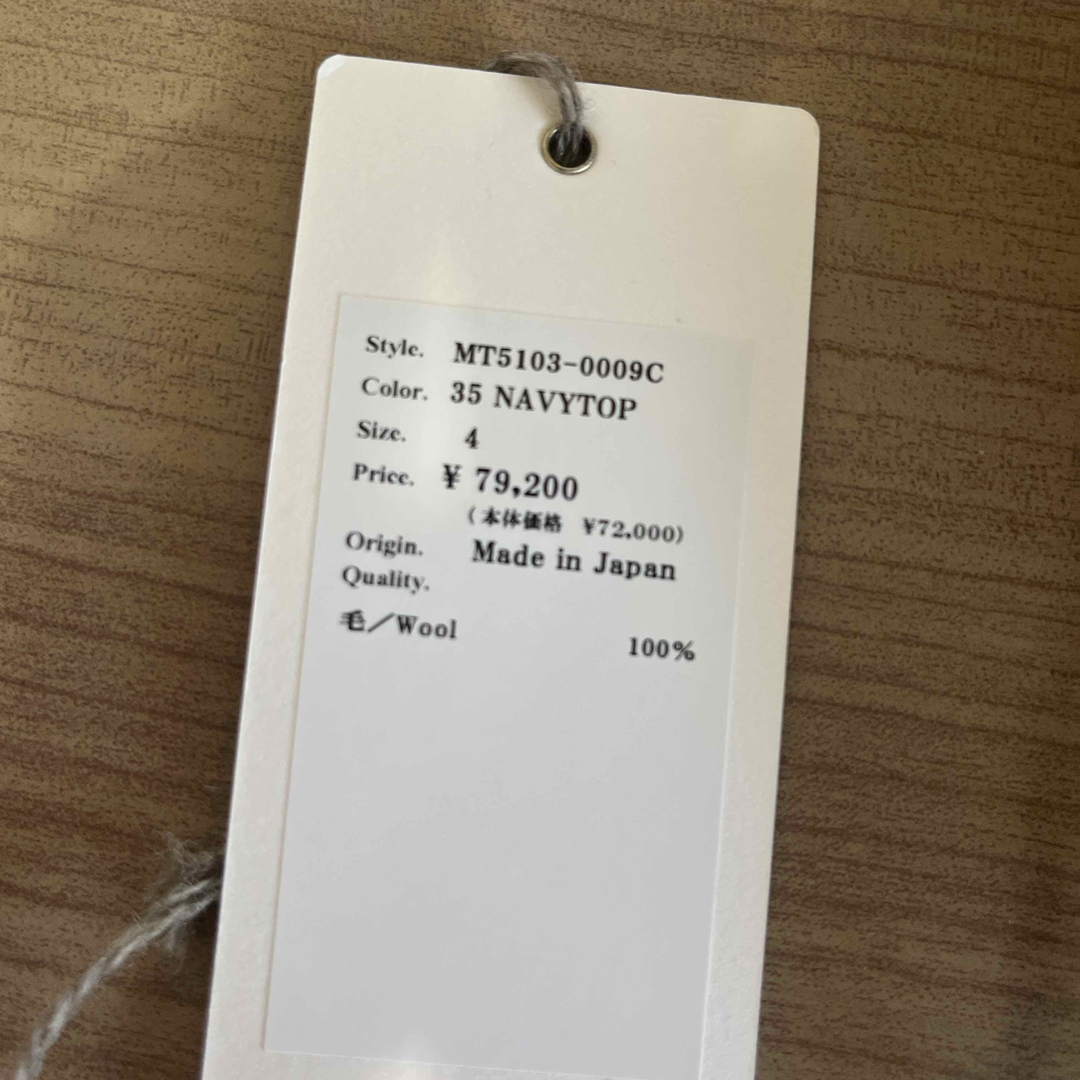 Style. MT5103-0009C
Color. 35 NAVYTOP
Size. 4
Price. ¥ 79,200
(本体価格 ¥72,000)
Origin. Made in Japan
Quality.
毛／Wool 100%